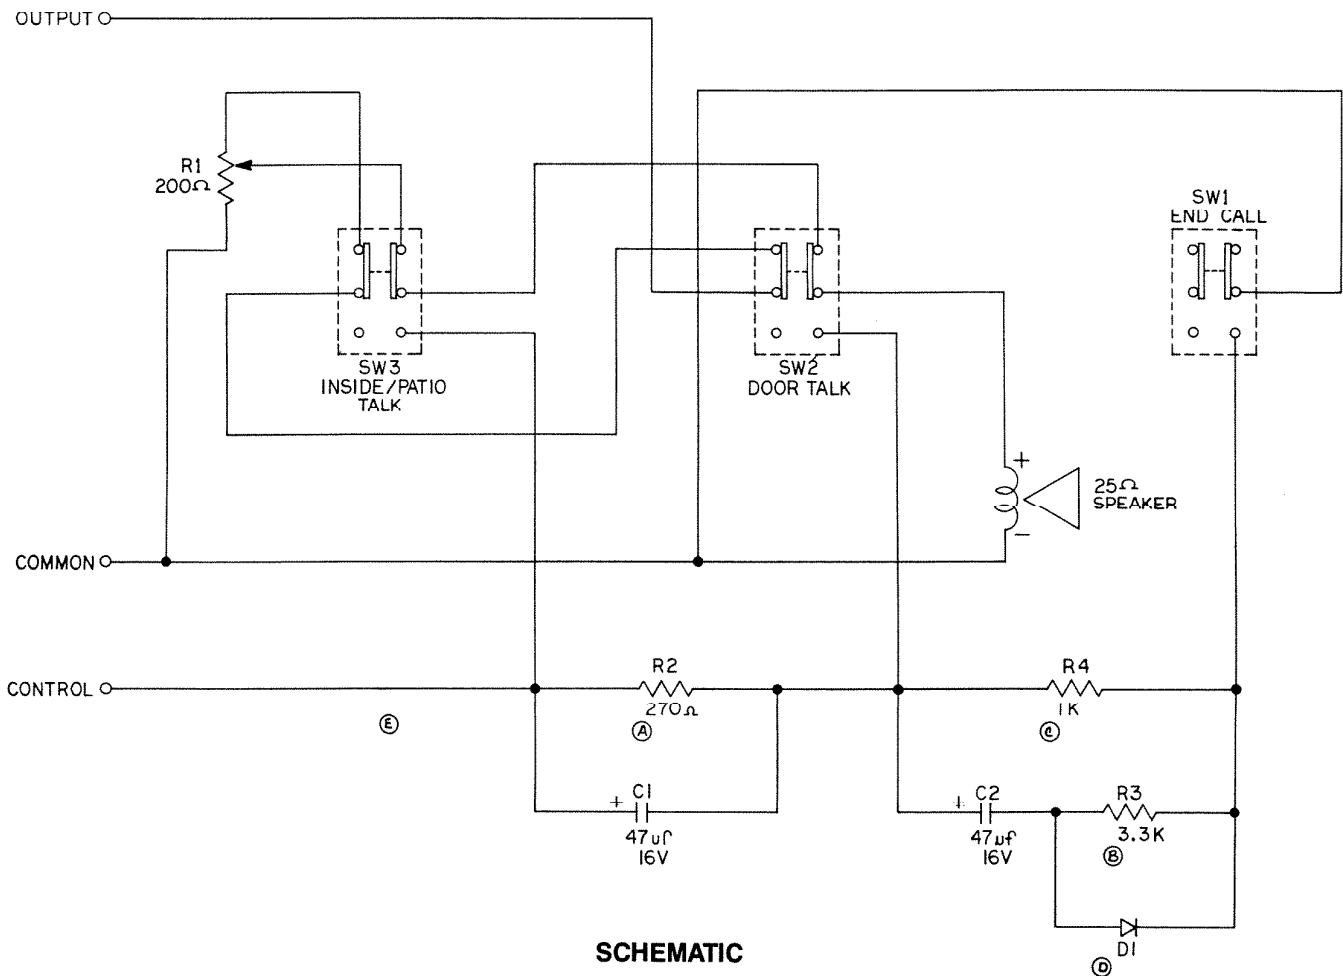 OUTPUT
R1
200Ω
SW1
END CALL
SW3
INSIDE/PATIO
TALK
SW2
DOOR TALK
+
25Ω
SPEAKER
−
COMMON
CONTROL
R2
270Ω
R4
1K
E
A
C
+ C1
47uf
16V
+ C2
47µf
16V
R3
3.3K
B
D1
D
SCHEMATIC